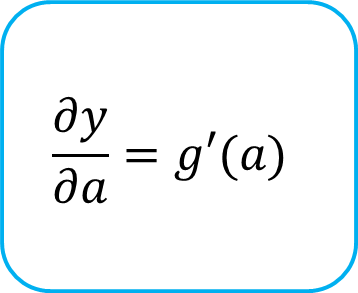 ∂y/∂a = g′(a)